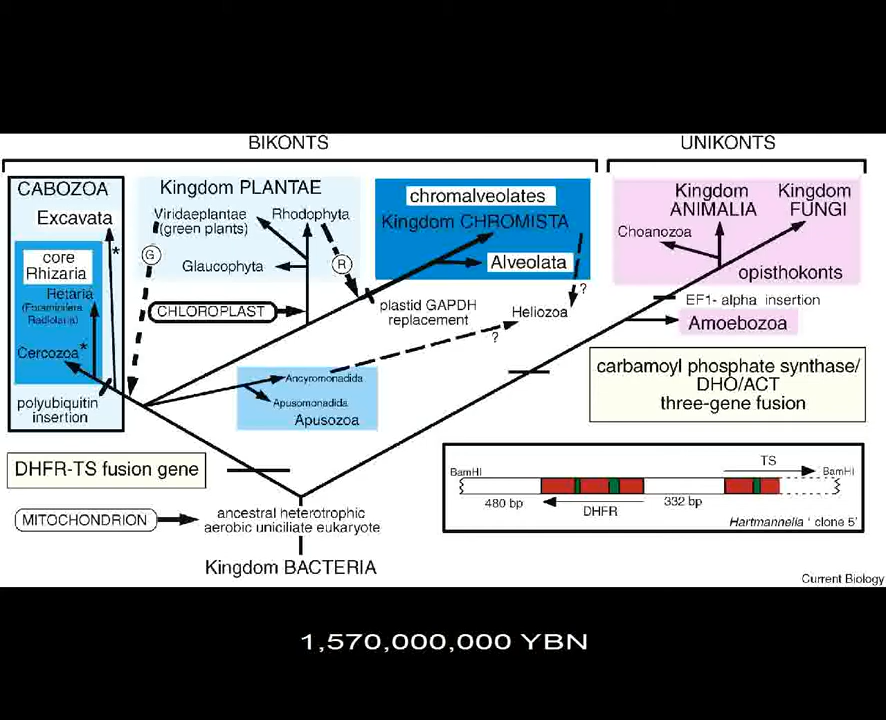 BIKONTS
UNIKONTS
CABOZOA
Excavata
*
core
Rhizaria
Retaria
(Foraminifera
Radiolaria)
Cercozoa*
polyubiquitin
insertion
Kingdom PLANTAE
Viridaeplantae
(green plants)
Rhodophyta
G
R
Glaucophyta
CHLOROPLAST
chromalveolates
Kingdom CHROMISTA
Alveolata
plastid GAPDH
replacement
?
Heliozoa
?
Ancyromonadida
Apusomonadida
Apusozoa
Kingdom
ANIMALIA
Kingdom
FUNGI
Choanozoa
opisthokonts
EF1- alpha insertion
Amoebozoa
carbamoyl phosphate synthase/
DHO/ACT
three-gene fusion
DHFR-TS fusion gene
MITOCHONDRION
ancestral heterotrophic
aerobic uniciliate eukaryote
Kingdom BACTERIA
BamHI
TS
BamHI
480 bp
DHFR
332 bp
Hartmannella ' clone 5'
Current Biology
1,570,000,000 YBN